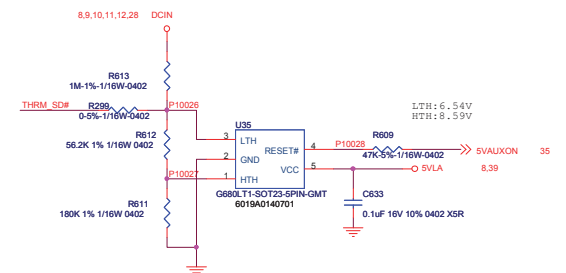 8,9,10,11,12,28 DCIN
R613
1M-1%-1/16W-0402
THRM_SD#
R299
P10026
0-5%-1/16W-0402
LTH:6.54V
HTH:8.59V
R612
56.2K 1% 1/16W 0402
U35
3 LTH
RESET# 4
P10028
R609
47K-5%-1/16W-0402
5VAUXON 35
2 GND
VCC 5
5VLA 8,39
P10027
1 HTH
G680LT1-SOT23-5PIN-GMT
6019A0140701
C633
0.1uF 16V 10% 0402 X5R
R611
180K 1% 1/16W 0402